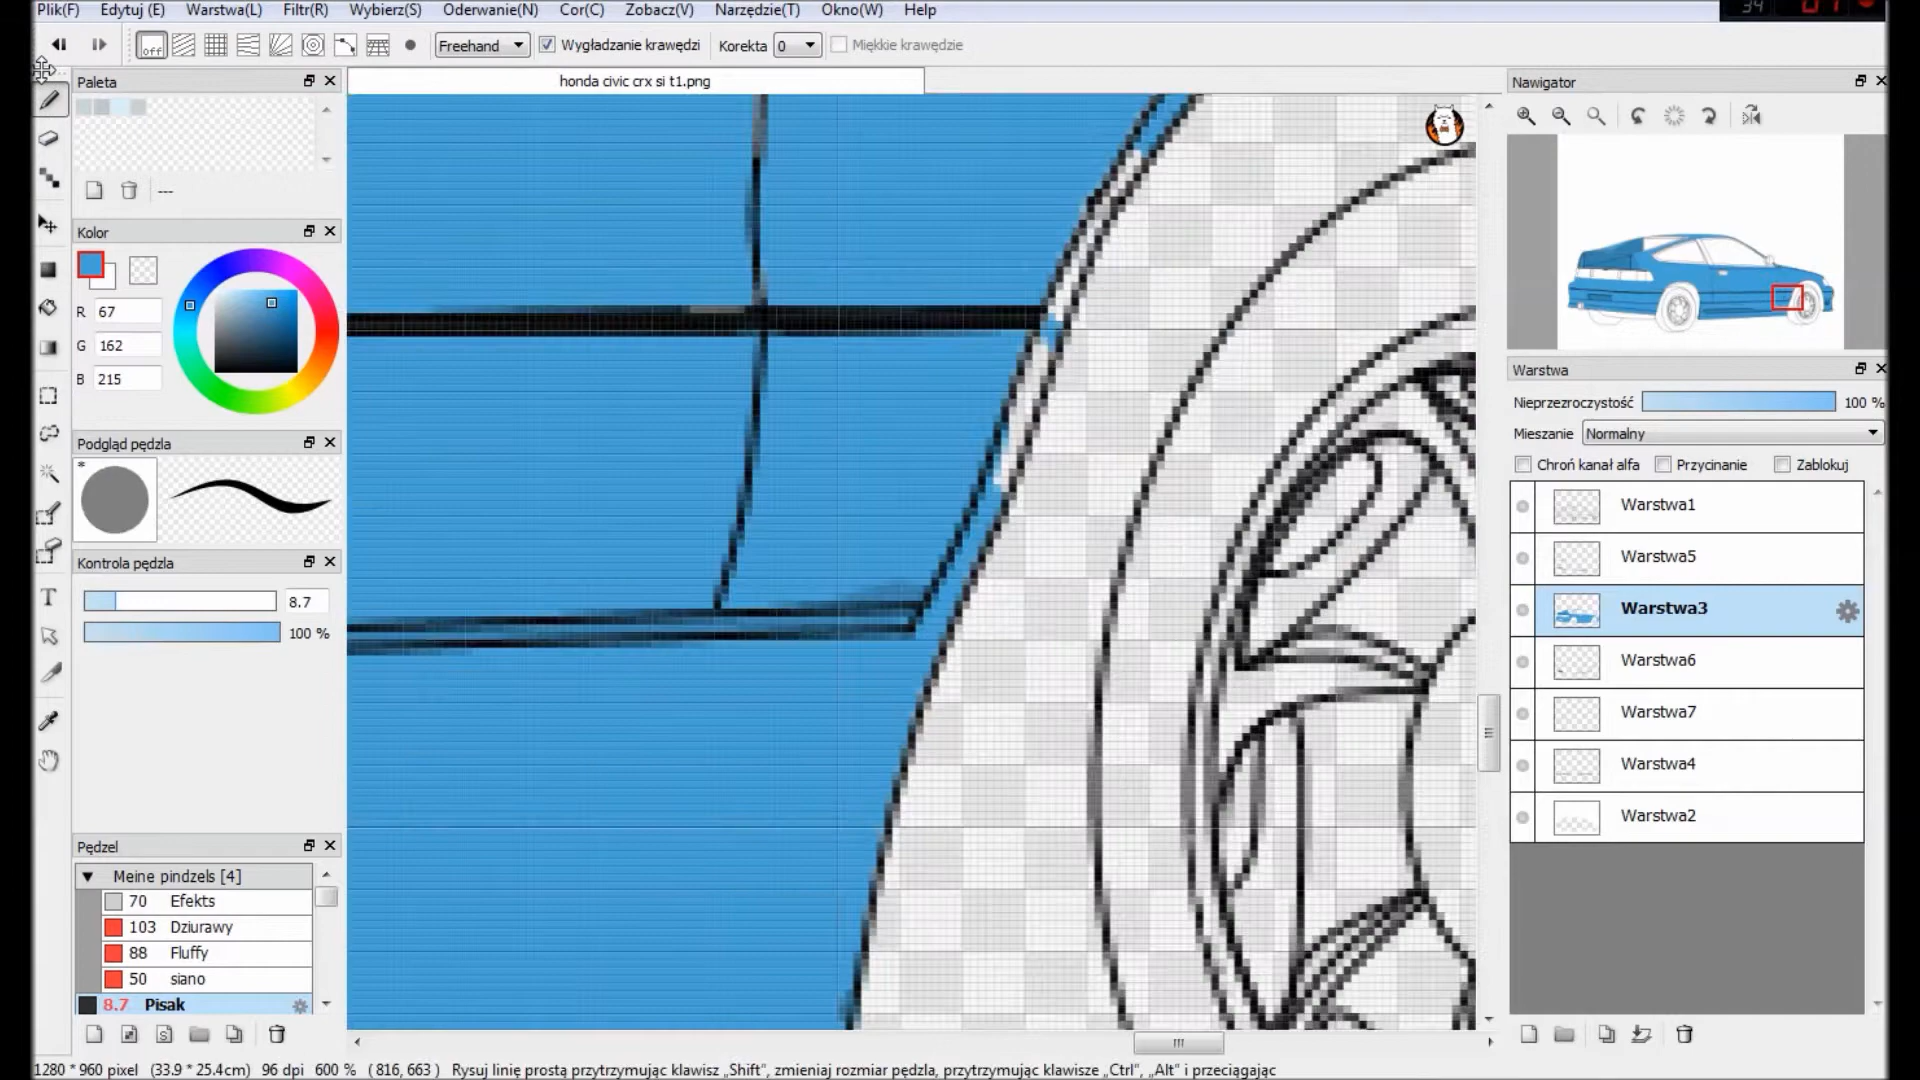 Plik(F) Edytuj (E) Warstwa(L) Filtr(R) Wybierz(S) Oderwanie(N) Cor(C) Zobacz(V) Narzędzie(T) Okno(W) Help
off Freehand Wygładzanie krawędzi Korekta 0 Miękkie krawędzie
Paleta
honda civic crx si t1.png
Nawigator
---
Kolor
R 67
G 162
B 215
Warstwa
Nieprzezroczystość 100 %
Mieszanie Normalny
Chroń kanał alfa Przycinanie Zablokuj
Podgląd pędzla
*
Warstwa1
Warstwa5
Warstwa3
Warstwa6
Warstwa7
Warstwa4
Warstwa2
Kontrola pędzla
8.7
100 %
T
Pędzel
Meine pindzels [4]
70 Efekts
103 Dziurawy
88 Fluffy
50 siano
8.7 Pisak
S
1280 * 960 pixel (33.9 * 25.4cm) 96 dpi 600 % (816, 663) Rysuj linię prostą przytrzymując klawisz „Shift", zmieniaj rozmiar pędzla, przytrzymując klawisze „Ctrl", „Alt" i przeciągając